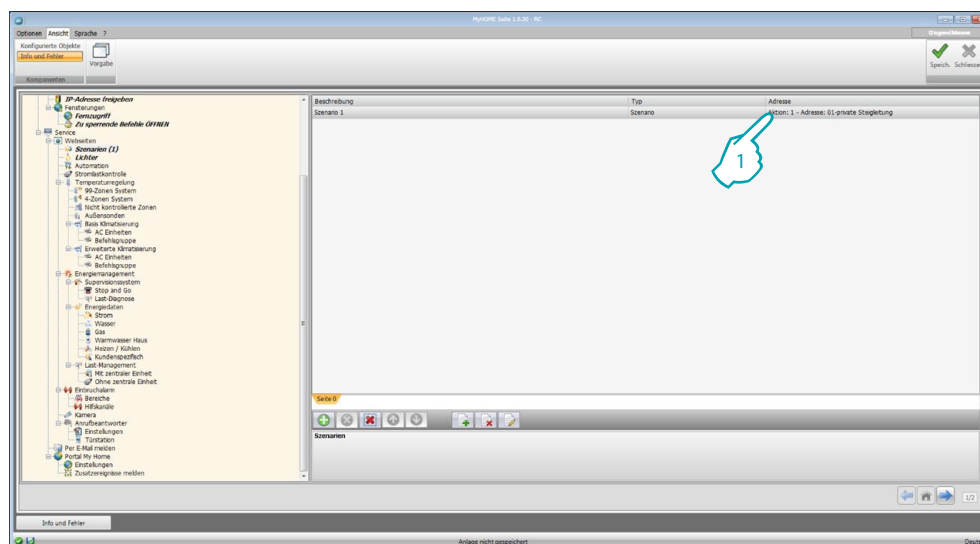 MyHOME Suite 1.0.30 - RC
Optionen Ansicht Sprache ?
Konfigurierte Objekte
Info und Fehler
Vorgabe
Komponenten
Speich. Schliesse
IP-Adresse freigeben
Fensterungen
Fernzugriff
Zu sperrende Befehle ÖFFNEN
Service
Webseiten
Szenarien (1)
Lichter
Automation
Stromlastkontrolle
Temperaturregelung
99-Zonen System
4-Zonen System
Nicht kontrollierte Zonen
Außensonden
Basis Klimatisierung
AC Einheiten
Befehlsgruppe
Erweiterte Klimatisierung
AC Einheiten
Befehlsgruppe
Energiemanagement
Supervisionssystem
Stop and Go
Last-Diagnose
Energiedaten
Strom
Wasser
Gas
Warmwasser Haus
Heizen / Kühlen
Kundenspezifisch
Last-Management
Mit zentraler Einheit
Ohne zentrale Einheit
Einbruchalarm
Bereiche
Hilfskanäle
Kamera
Anrufbeantworter
Einstellungen
Türstation
Per E-Mail melden
Portal My Home
Einstellungen
Zusatzereignisse melden
Beschreibung Typ Adresse
Szenario 1 Szenario Aktion: 1 - Adresse: 01-private Steigleitung
1
Seite 0
Szenarien
1/2
Info und Fehler
Anlage nicht gespeichert